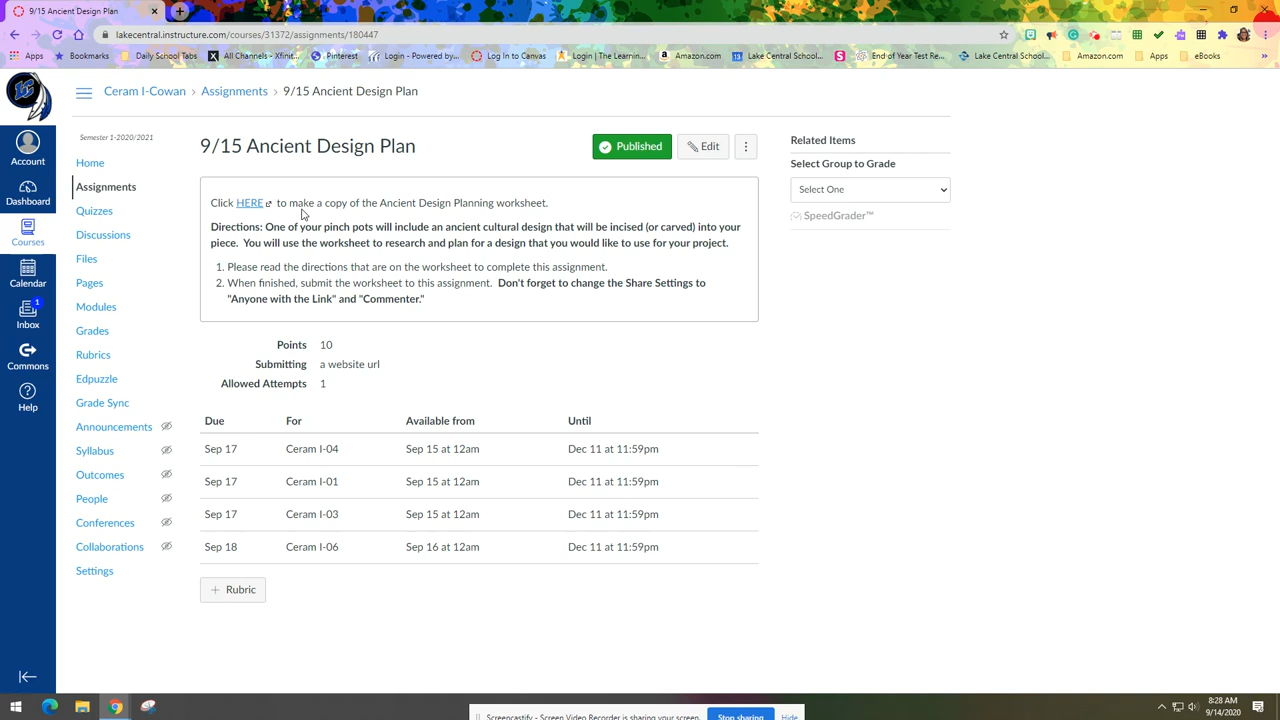 9/15 Ancient Design Plan
lakecentral.instructure.com/courses/31372/assignments/180447
Apps Bookmarks Daily School Tabs All Channels - Xfinit... Pinterest Login - Powered by... Log In to Canvas Login | The Learnin... Amazon.com Lake Central School... End of Year Test Re... Lake Central School... Amazon.com Apps eBooks »
Ceram I-Cowan › Assignments › 9/15 Ancient Design Plan
Semester 1-2020/2021
Account
Dashboard
Courses
Calendar
1
Inbox
Commons
Help
Home
Assignments
Quizzes
Discussions
Files
Pages
Modules
Grades
Rubrics
Edpuzzle
Grade Sync
Announcements
Syllabus
Outcomes
People
Conferences
Collaborations
Settings
9/15 Ancient Design Plan
Published Edit
Click HERE to make a copy of the Ancient Design Planning worksheet.
Directions: One of your pinch pots will include an ancient cultural design that will be incised (or carved) into your
piece. You will use the worksheet to research and plan for a design that you would like to use for your project.
1. Please read the directions that are on the worksheet to complete this assignment.
2. When finished, submit the worksheet to this assignment. Don't forget to change the Share Settings to
"Anyone with the Link" and "Commenter."
Points 10
Submitting a website url
Allowed Attempts 1
Due For Available from Until
Sep 17 Ceram I-04 Sep 15 at 12am Dec 11 at 11:59pm
Sep 17 Ceram I-01 Sep 15 at 12am Dec 11 at 11:59pm
Sep 17 Ceram I-03 Sep 15 at 12am Dec 11 at 11:59pm
Sep 18 Ceram I-06 Sep 16 at 12am Dec 11 at 11:59pm
+ Rubric
Related Items
Select Group to Grade
Select One
SpeedGrader™
Screencastify - Screen Video Recorder is sharing your screen. Stop sharing Hide
8:28 AM
9/14/2020